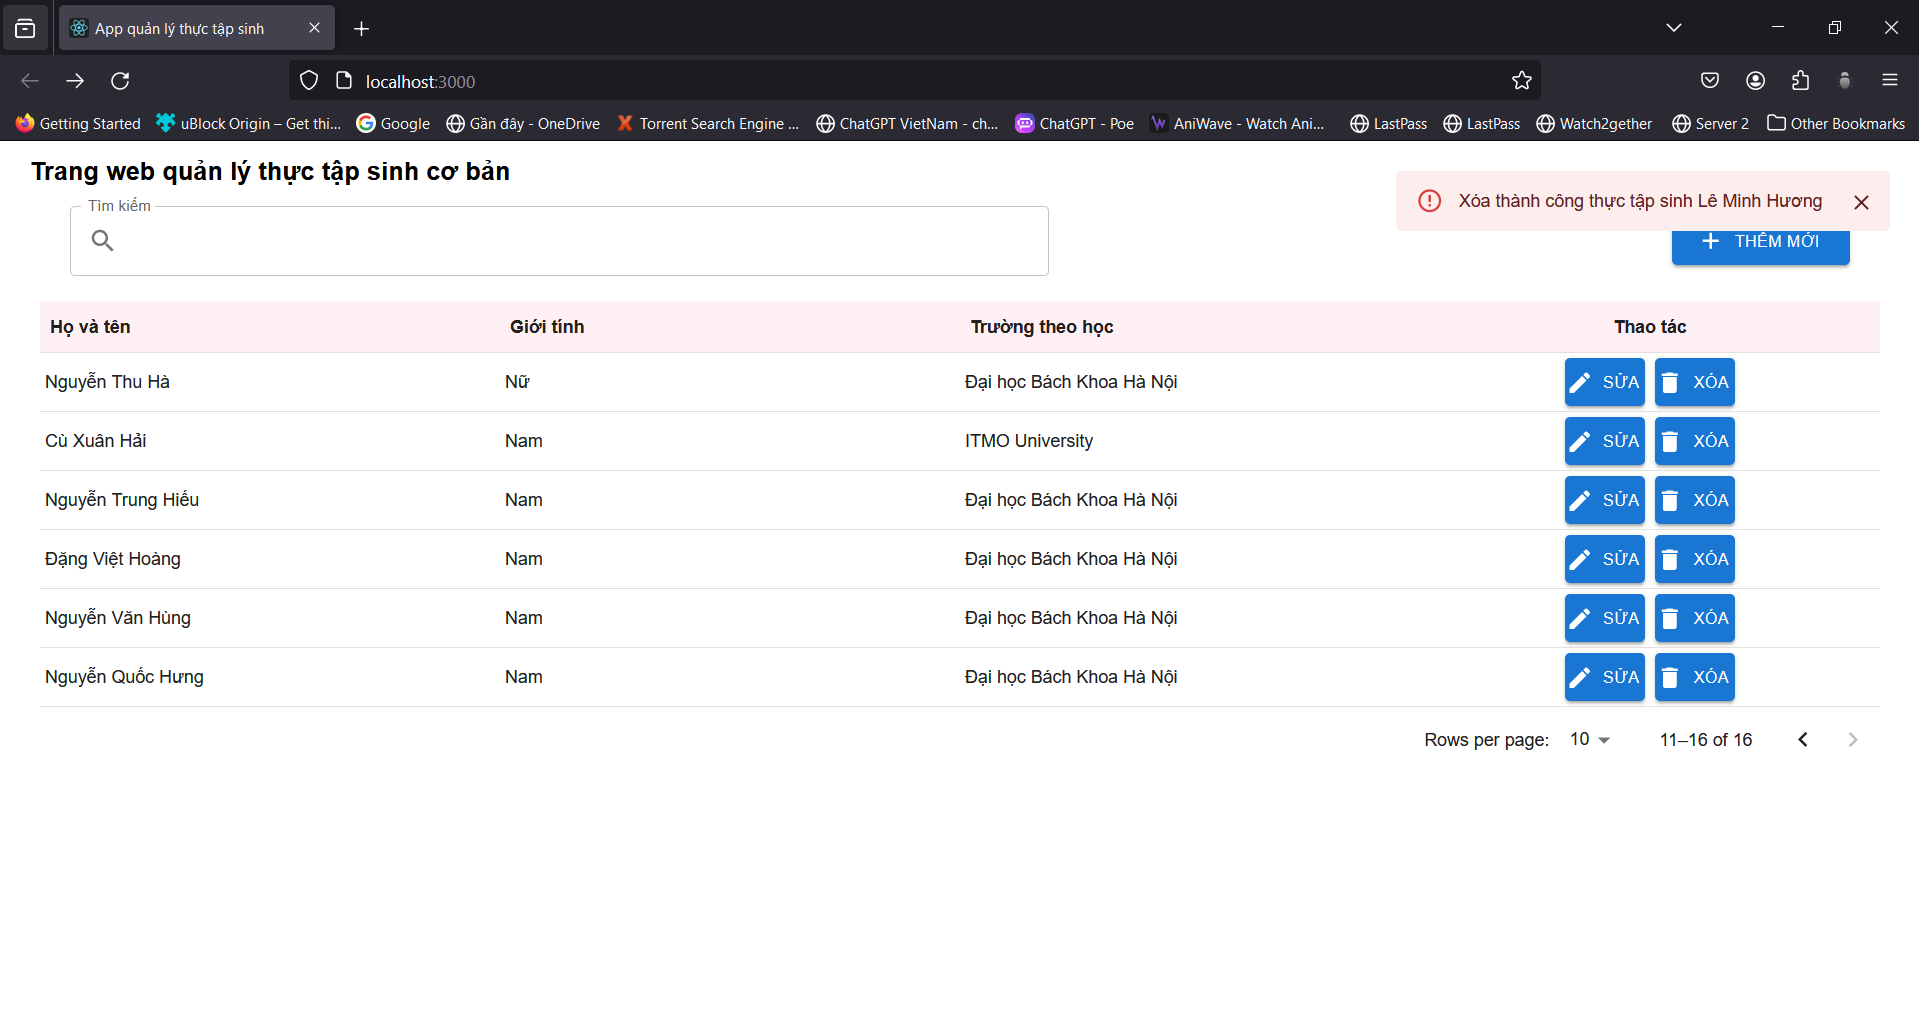 App quản lý thực tập sinh
localhost:3000
Getting Started
uBlock Origin – Get thi...
Google
Gần đây - OneDrive
Torrent Search Engine ...
ChatGPT VietNam - ch...
ChatGPT - Poe
AniWave - Watch Ani...
LastPass
LastPass
Watch2gether
Server 2
Other Bookmarks
Trang web quản lý thực tập sinh cơ bản
Xóa thành công thực tập sinh Lê Minh Hương
Tìm kiếm
THÊM MỚI
Họ và tên Giới tính Trường theo học Thao tác
Nguyễn Thu Hà Nữ Đại học Bách Khoa Hà Nội SỬA XÓA
Cù Xuân Hải Nam ITMO University SỬA XÓA
Nguyễn Trung Hiếu Nam Đại học Bách Khoa Hà Nội SỬA XÓA
Đặng Việt Hoàng Nam Đại học Bách Khoa Hà Nội SỬA XÓA
Nguyễn Văn Hùng Nam Đại học Bách Khoa Hà Nội SỬA XÓA
Nguyễn Quốc Hưng Nam Đại học Bách Khoa Hà Nội SỬA XÓA
Rows per page: 10 11–16 of 16